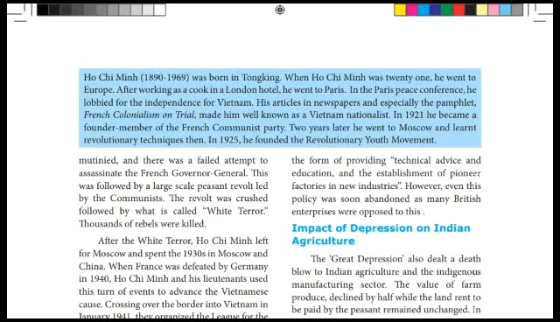 Ho Chi Minh (1890-1969) was born in Tongking. When Ho Chi Minh was twenty one, he went to
Europe. After working as a cook in a London hotel, he went to Paris. In the Paris peace conference, he
lobbied for the independence for Vietnam. His articles in newspapers and especially the pamphlet,
French Colonialism on Trial, made him well known as a Vietnam nationalist. In 1921 he became a
founder-member of the French Communist party. Two years later he went to Moscow and learnt
revolutionary techniques then. In 1925, he founded the Revolutionary Youth Movement.
mutinied, and there was a failed attempt to
assassinate the French Governor-General. This
was followed by a large scale peasant revolt led
by the Communists. The revolt was crushed
followed by what is called “White Terror.”
Thousands of rebels were killed.
After the White Terror, Ho Chi Minh left
for Moscow and spent the 1930s in Moscow and
China. When France was defeated by Germany
in 1940, Ho Chi Minh and his lieutenants used
this turn of events to advance the Vietnamese
cause. Crossing over the border into Vietnam in
January 1941, they organized the League for the
the form of providing “technical advice and
education, and the establishment of pioneer
factories in new industries”. However, even this
policy was soon abandoned as many British
enterprises were opposed to this .
Impact of Depression on Indian
Agriculture
The ‘Great Depression’ also dealt a death
blow to Indian agriculture and the indigenous
manufacturing sector. The value of farm
produce, declined by half while the land rent to
be paid by the peasant remained unchanged. In